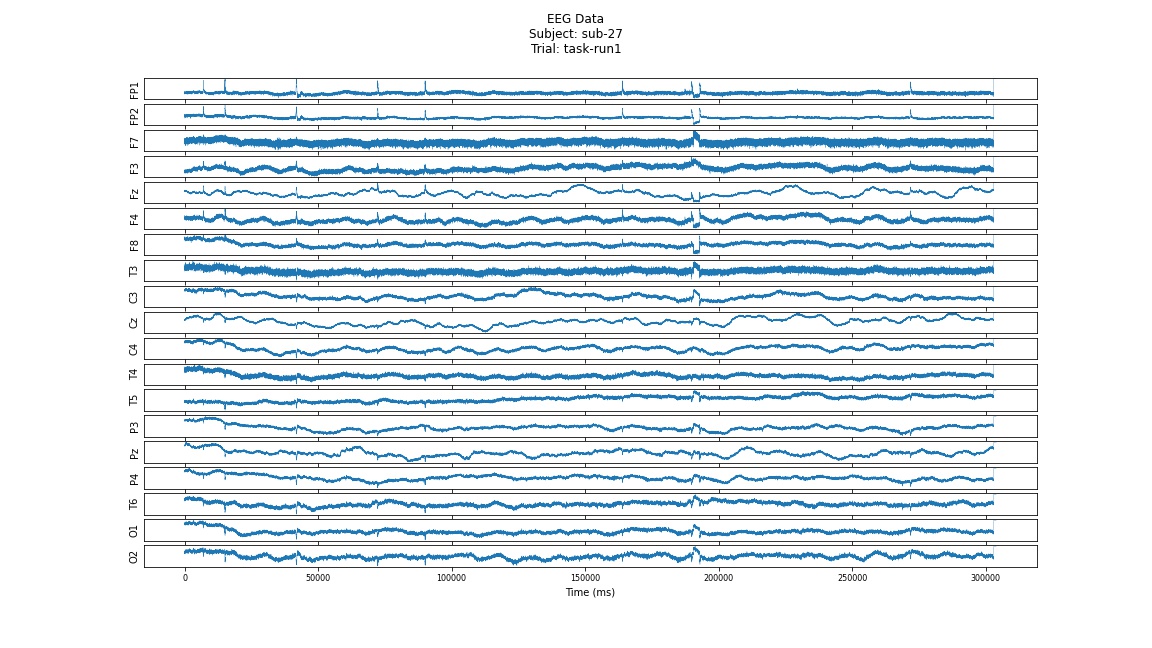 EEG Data
Subject: sub-27
Trial: task-run1
FP1
FP2
F7
F3
Fz
F4
F8
T3
C3
Cz
C4
T4
T5
P3
Pz
P4
T6
O1
O2
0 50000 100000 150000 200000 250000 300000
Time (ms)